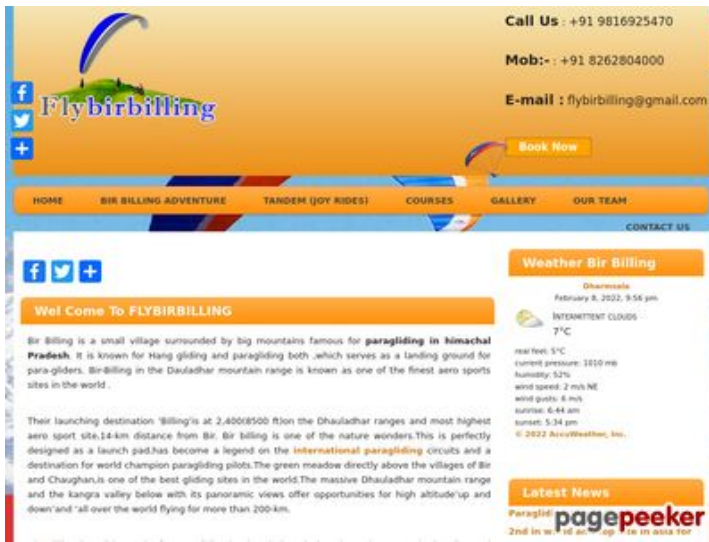 Call Us : +91 9816925470
Mob:- : +91 8262804000
E-mail : flybirbilling@gmail.com
Flybirbilling
Book Now
HOME BIR BILLING ADVENTURE TANDEM (JOY RIDES) COURSES GALLERY OUR TEAM
CONTACT US
Wel Come To FLYBIRBILLING
Bir Billing is a small village surrounded by big mountains famous for paragliding in himachal
Pradesh. It is known for Hang gliding and paragliding both ,which serves as a landing ground for
para-gliders. Bir-Billing in the Dauladhar mountain range is known as one of the finest aero sports
sites in the world .
Their launching destination 'Billing'is at 2,400(8500 ft)on the Dhauladhar ranges and most highest
aero sport site,14-km distance from Bir. Bir billing is one of the nature wonders.This is perfectly
designed as a launch pad,has become a legend on the international paragliding circuits and a
destination for world champion paragliding pilots.The green meadow directly above the villages of Bir
and Chaughan,is one of the best gliding sites in the world.The massive Dhauladhar mountain range
and the kangra valley below with its panoramic views offer opportunities for high altitude'up and
down'and 'all over the world flying for more than 200-km.
Weather Bir Billing
Dharmsala
February 8, 2022, 9:56 pm
INTERMITTENT CLOUDS
7°C
real feel: 5°C
current pressure: 1010 mb
humidity: 52%
wind speed: 2 m/s NE
wind gusts: 6 m/s
sunrise: 6:44 am
sunset: 5:34 pm
© 2022 AccuWeather, Inc.
Latest News
pagepeeker
2nd in asia for